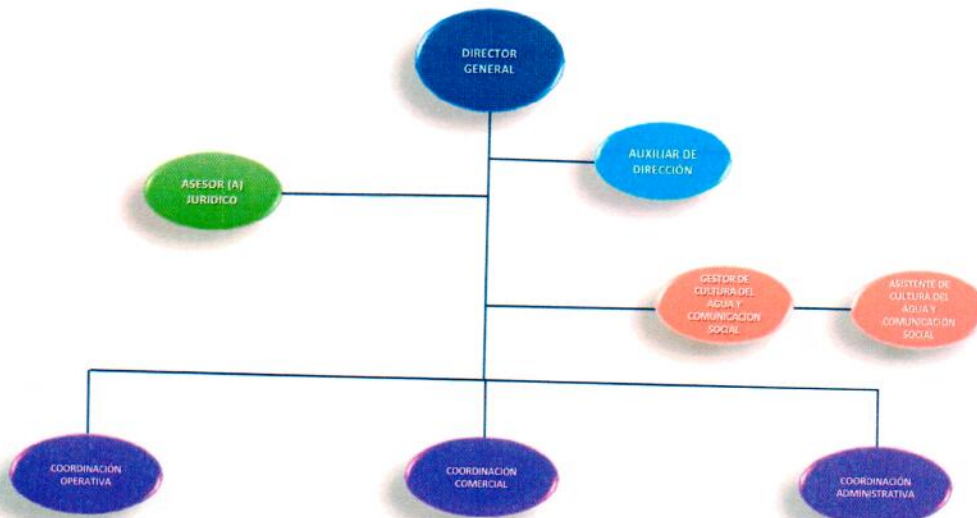 DIRECTOR
GENERAL
AUXILIAR DE
DIRECCIÓN
ASESOR (A)
JURIDICO
GESTOR DE
CULTURA DEL
AGUA Y
COMUNICACION
SOCIAL
ASISTENTE DE
CULTURA DEL
AGUA Y
COMUNICACION
SOCIAL
COORDINACIÓN
OPERATIVA
COORDINACIÓN
COMERCIAL
COORDINACIÓN
ADMINISTRATIVA